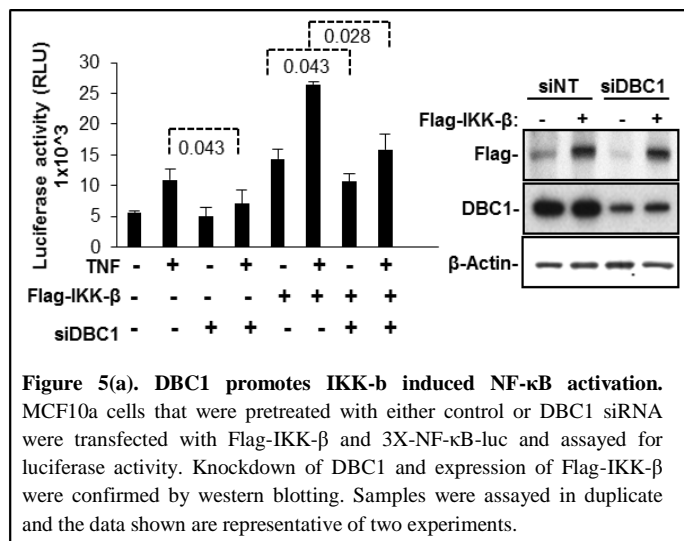 0.028
0.043
0.043
Luciferase activity (RLU)
1x10^3
30
25
20
15
10
5
0
TNF - + - + - + - +
Flag-IKK-β - - - - + + + +
siDBC1 - - + + - - + +
siNT siDBC1
Flag-IKK-β: - + - +
Flag-
DBC1-
β-Actin-
Figure 5(a). DBC1 promotes IKK-b induced NF-κB activation.
MCF10a cells that were pretreated with either control or DBC1 siRNA
were transfected with Flag-IKK-β and 3X-NF-κB-luc and assayed for
luciferase activity. Knockdown of DBC1 and expression of Flag-IKK-β
were confirmed by western blotting. Samples were assayed in duplicate
and the data shown are representative of two experiments.